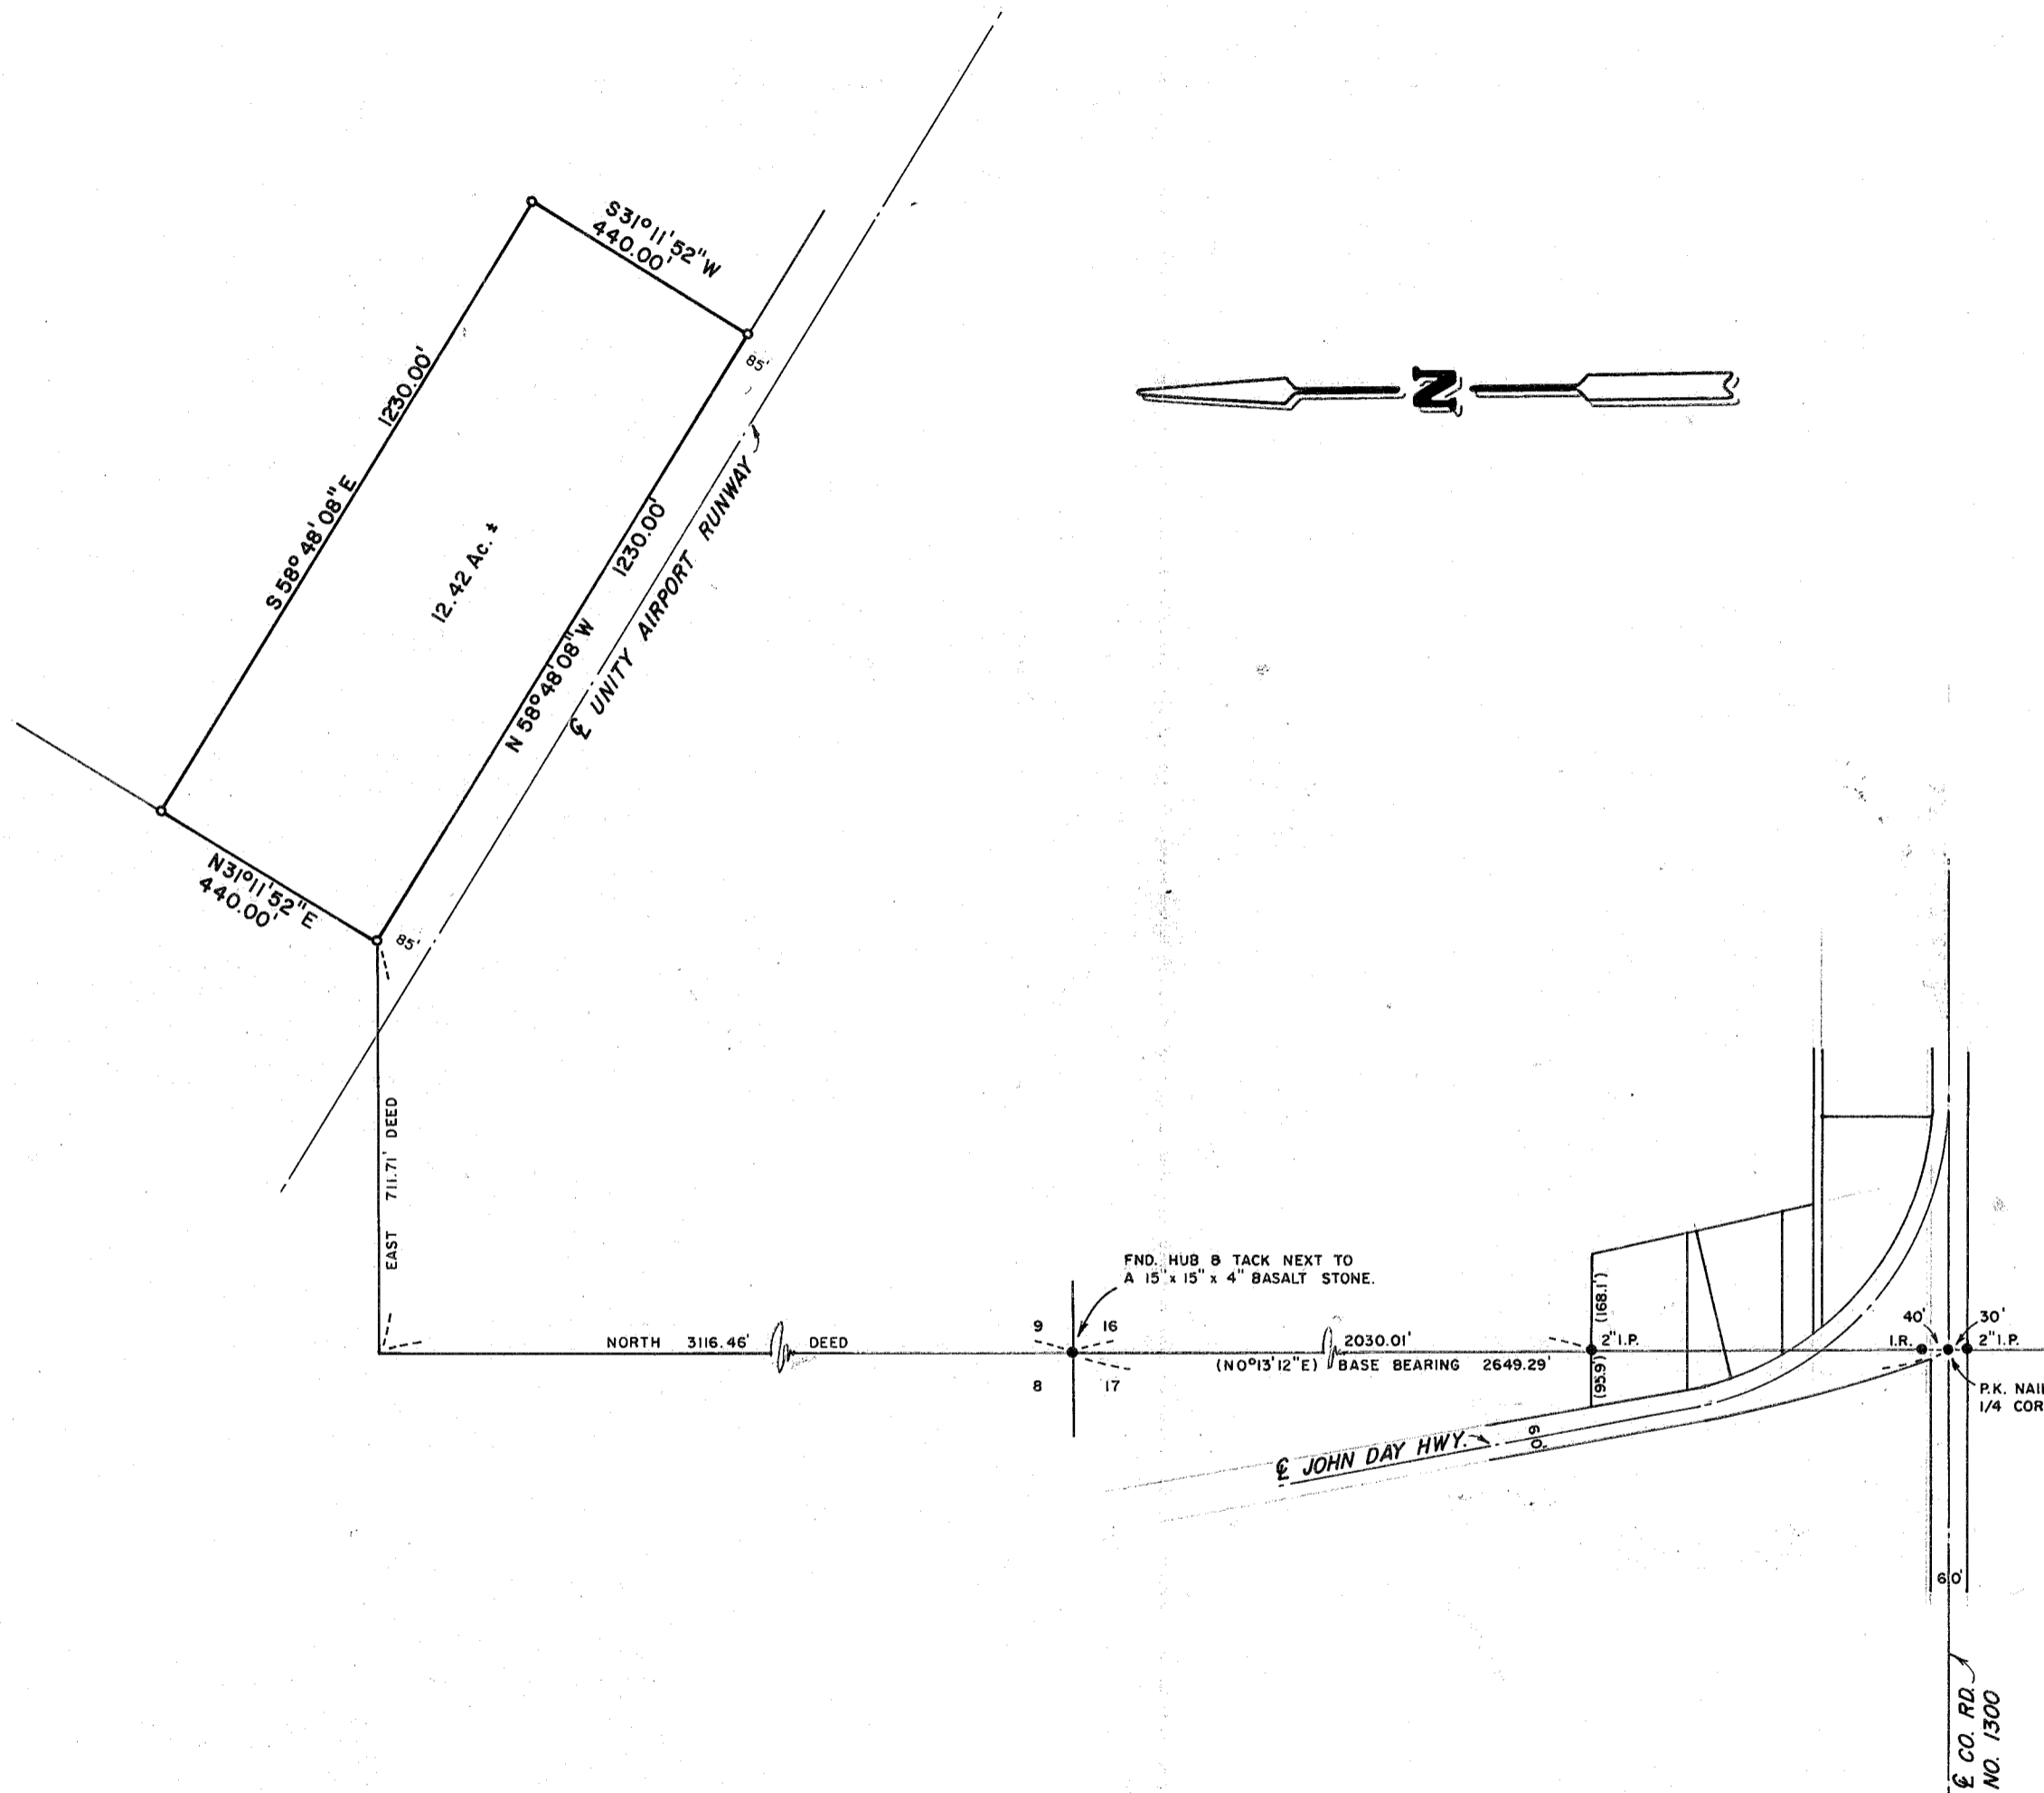 S31°11'52"W
440.00'
1230.00'
S 58° 48' 08" E
12.42 Ac. ±
85'
N 58° 48' 08" W 1230.00'
℄ UNITY AIRPORT RUNWAY
N
N31°11'52"E
440.00'
85'
EAST 711.71' DEED
FND. HUB & TACK NEXT TO
A 15" x 15" x 4" BASALT STONE.
9 16
8 17
NORTH 3116.46' DEED
2030.01'
(N0°13'12"E) BASE BEARING 2649.29'
(168.1')
(95.9')
2" I.P.
40'
30'
I.R.
2" I.P.
P.K. NAIL
1/4 COR
℄ JOHN DAY HWY.
60'
60'
℄ CO. RD.
NO. 1300